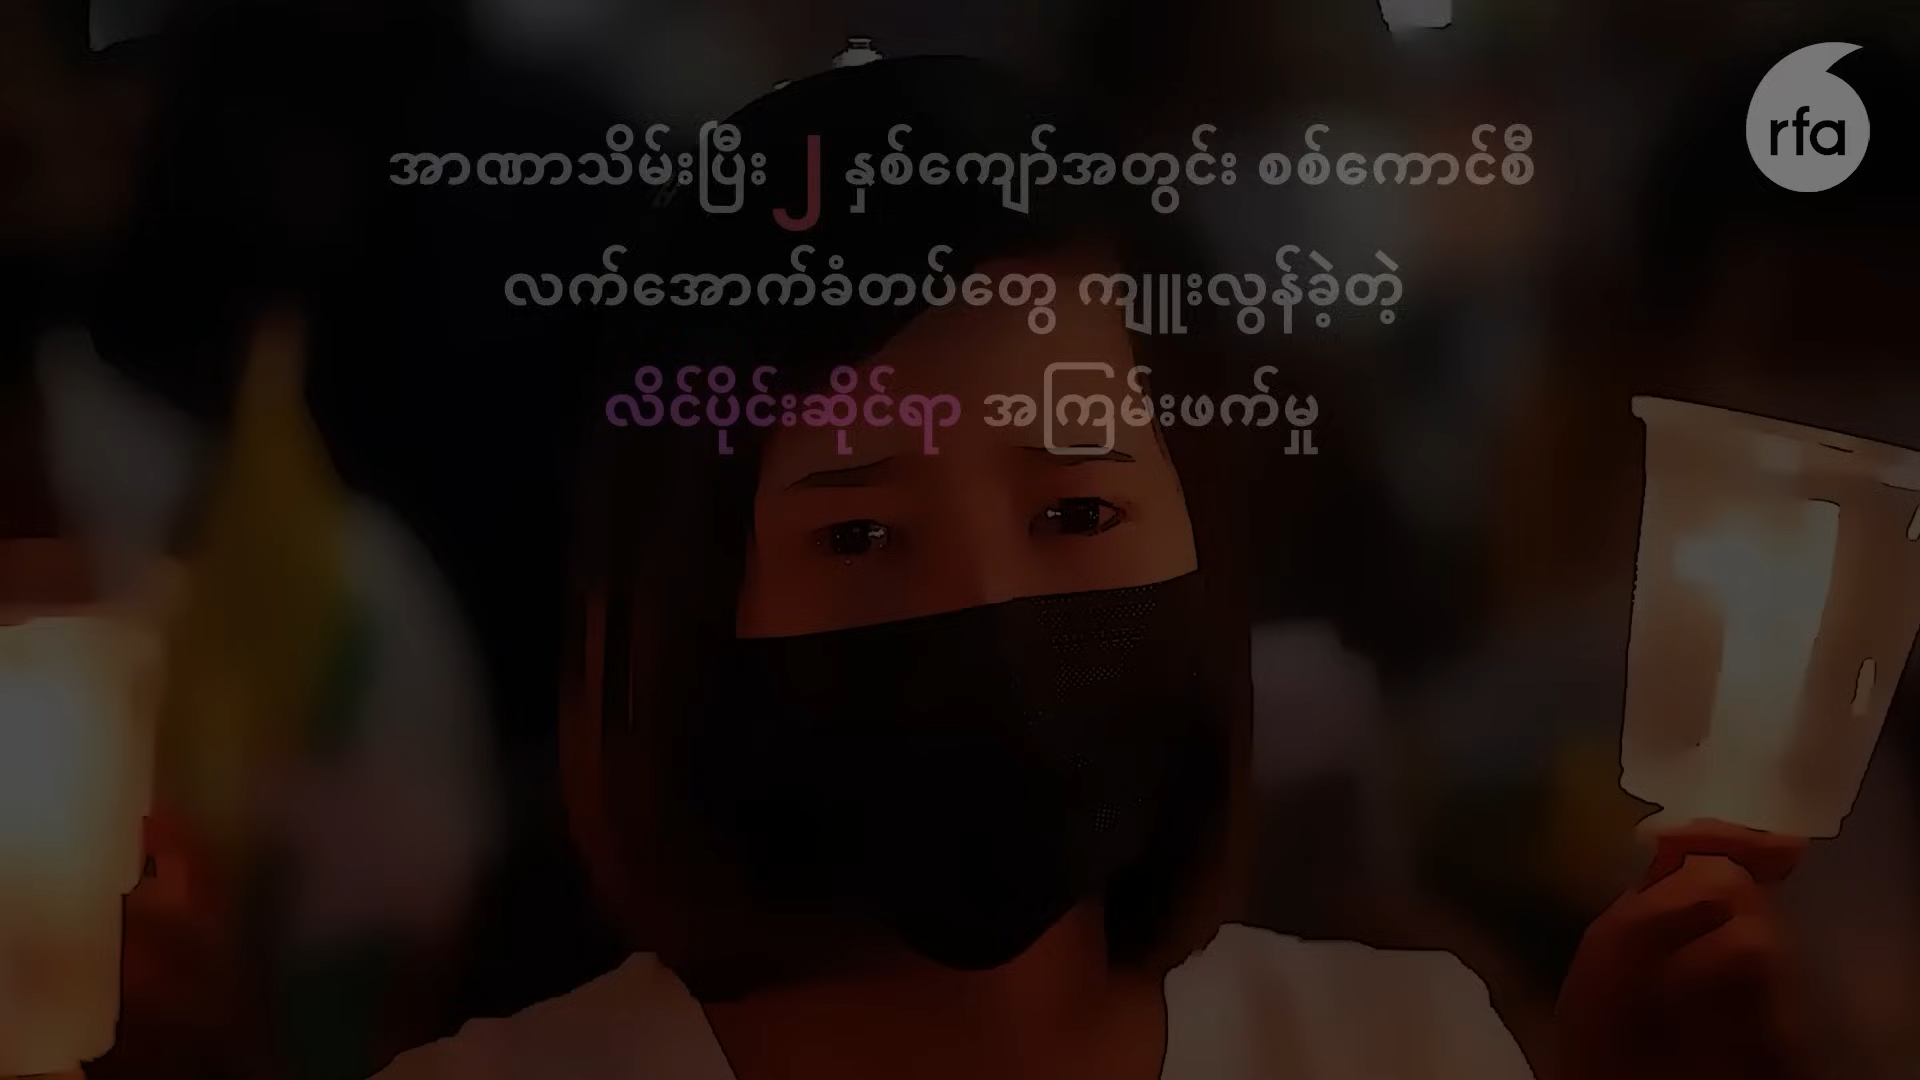 အာဏာသိမ်းပြီး ၂ နှစ်ကျော်အတွင်း စစ်ကောင်စီ
လက်အောက်ခံတပ်တွေ ကျူးလွန်ခဲ့တဲ့
လိင်ပိုင်းဆိုင်ရာ အကြမ်းဖက်မှု
rfa